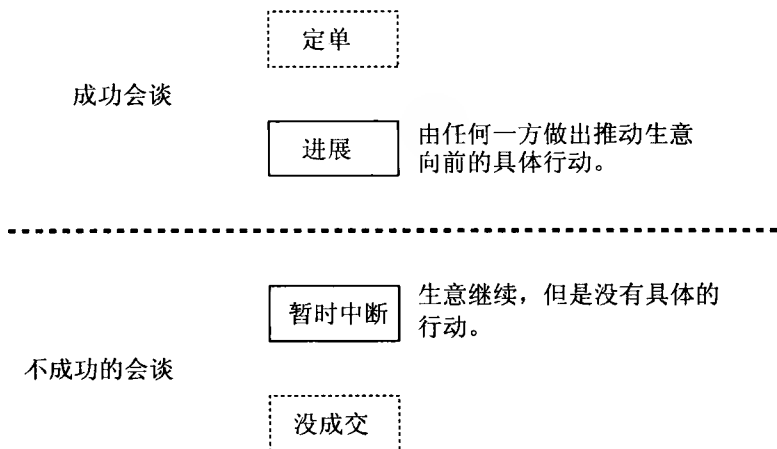 定单
成功会谈
进展
由任何一方做出推动生意
向前的具体行动。
暂时中断
生意继续，但是没有具体的
行动。
不成功的会谈
没成交